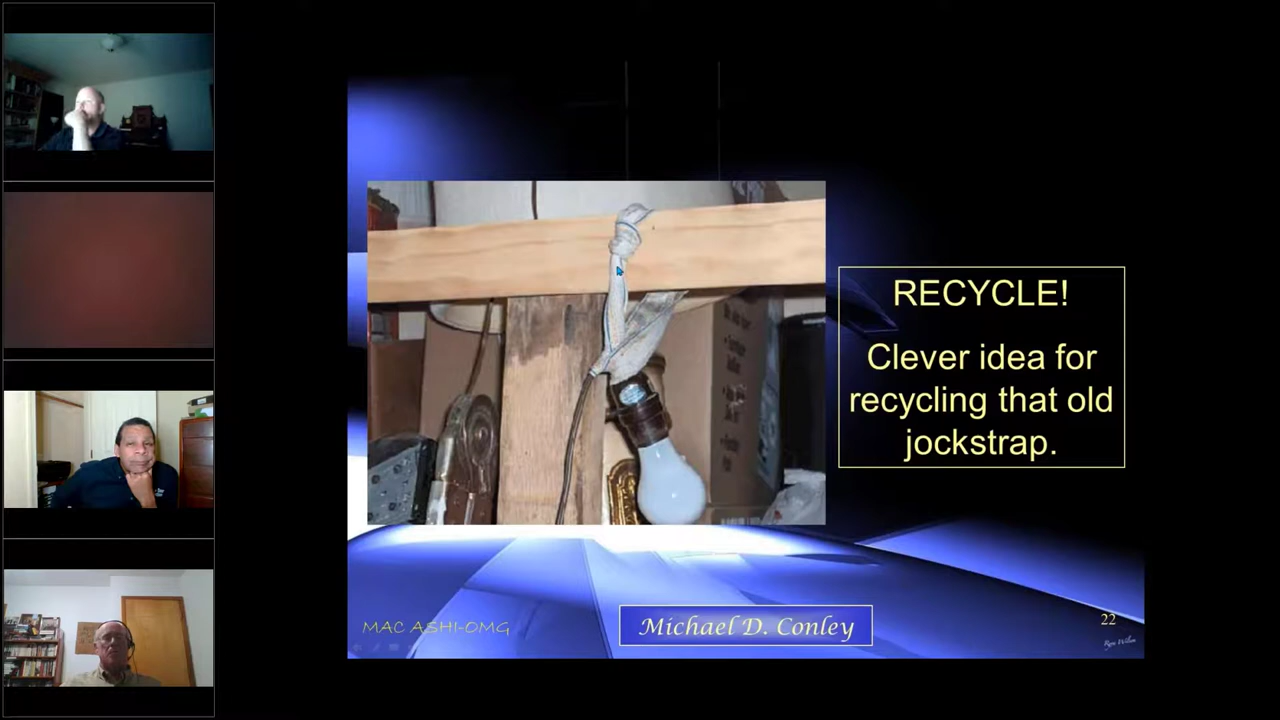 RECYCLE!
Clever idea for
recycling that old
jockstrap.
MAC ASHI-OMG
Michael D. Conley
22